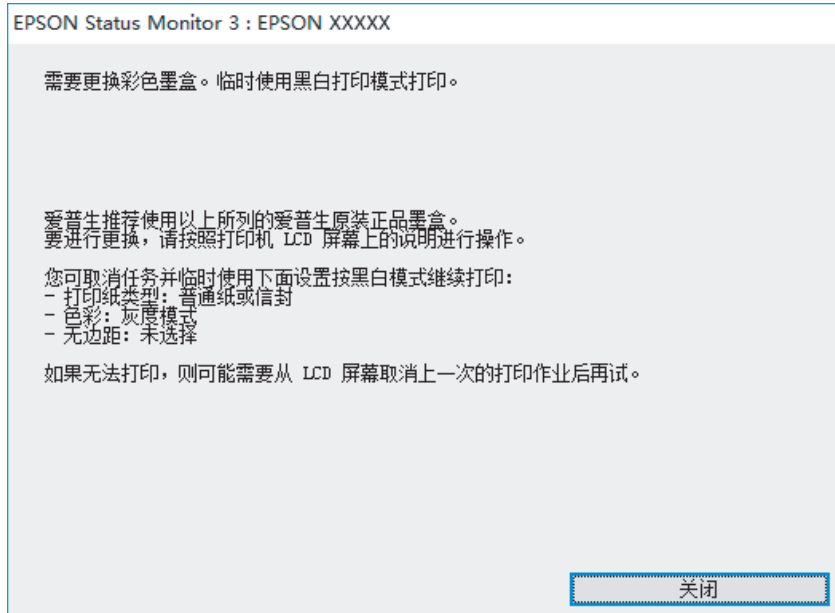 EPSON Status Monitor 3 : EPSON XXXXX
需要更换彩色墨盒。临时使用黑白打印模式打印。
爱普生推荐使用以上所列的爱普生原装正品墨盒。
要进行更换，请按照打印机 LCD 屏幕上的说明进行操作。
您可取消任务并临时使用下面设置按黑白模式继续打印：
- 打印纸类型：普通纸或信封
- 色彩：灰度模式
- 无边距：未选择
如果无法打印，则可能需要从 LCD 屏幕取消上一次的打印作业后再试。
关闭